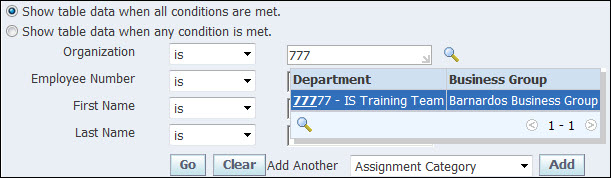 Show table data when all conditions are met.
Show table data when any condition is met.
Organization is 777
Department Business Group
Employee Number is
77777 - IS Training Team Barnardos Business Group
First Name is
1 - 1
Last Name is
Go Clear Add Another Assignment Category Add